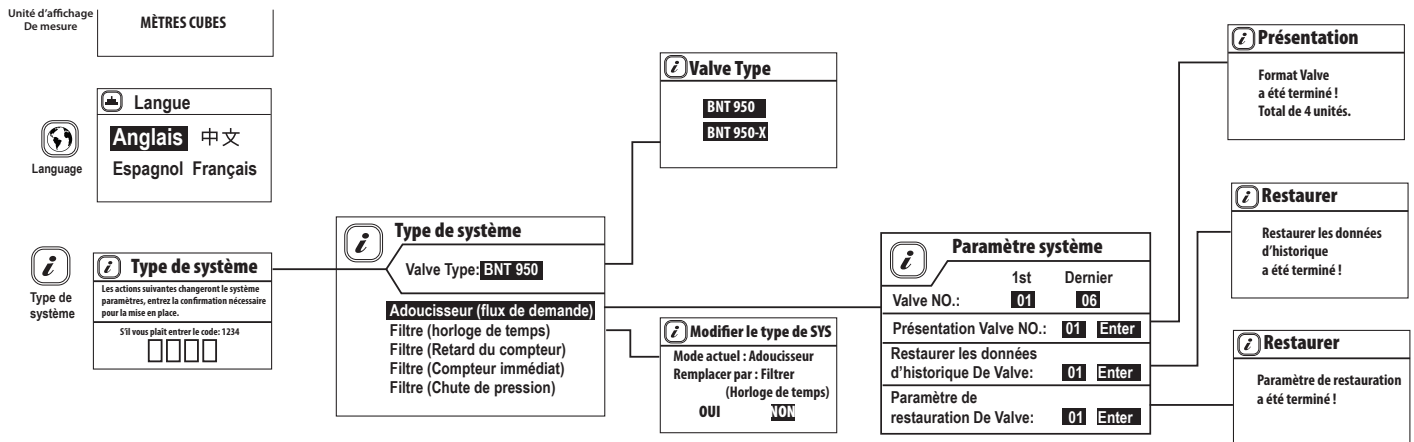 Unité d'affichage
De mesure
MÈTRES CUBES
Langue
Anglais 中文
Espagnol Français
Language
Type de
système
Type de système
Les actions suivantes changeront le système
paramètres, entrez la confirmation nécessaire
pour la mise en place.
S'il vous plaît entrer le code: 1234
Type de système
Valve Type: BNT 950
Adoucisseur (flux de demande)
Filtre (horloge de temps)
Filtre (Retard du compteur)
Filtre (Compteur immédiat)
Filtre (Chute de pression)
Valve Type
BNT 950
BNT 950-X
Modifier le type de SYS
Mode actuel : Adoucisseur
Remplacer par : Filtrer
(Horloge de temps)
OUI NON
Paramètre système
1st Dernier
Valve NO.: 01 06
Présentation Valve NO.: 01 Enter
Restaurer les données
d'historique De Valve: 01 Enter
Paramètre de
restauration De Valve: 01 Enter
Présentation
Format Valve
a été terminé !
Total de 4 unités.
Restaurer
Restaurer les données
d'historique
a été terminé !
Restaurer
Paramètre de restauration
a été terminé !